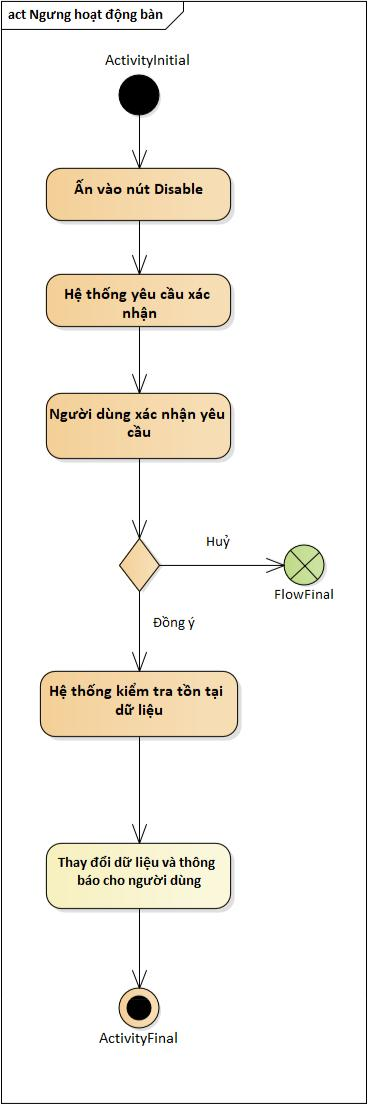 act Ngưng hoạt động bàn
ActivityInitial
Ấn vào nút Disable
Hệ thống yêu cầu xác
nhận
Người dùng xác nhận yêu
cầu
Huỷ
FlowFinal
Đồng ý
Hệ thống kiểm tra tồn tại
dữ liệu
Thay đổi dữ liệu và thông
báo cho người dùng
ActivityFinal